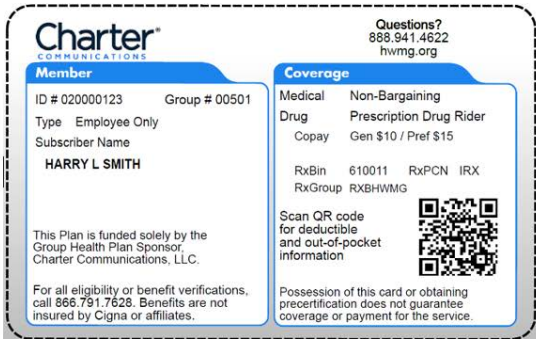 Charter
COMMUNICATIONS
Questions?
888.941.4622
hwmg.org
Member
ID # 020000123 Group # 00501
Type Employee Only
Subscriber Name
HARRY L SMITH
This Plan is funded solely by the
Group Health Plan Sponsor,
Charter Communications, LLC.
For all eligibility or benefit verifications,
call 866.791.7628. Benefits are not
insured by Cigna or affiliates.
Coverage
Medical Non-Bargaining
Drug Prescription Drug Rider
Copay Gen $10 / Pref $15
RxBin 610011 RxPCN IRX
RxGroup RXBHWMG
Scan QR code
for deductible
and out-of-pocket
information
Possession of this card or obtaining
precertification does not guarantee
coverage or payment for the service.